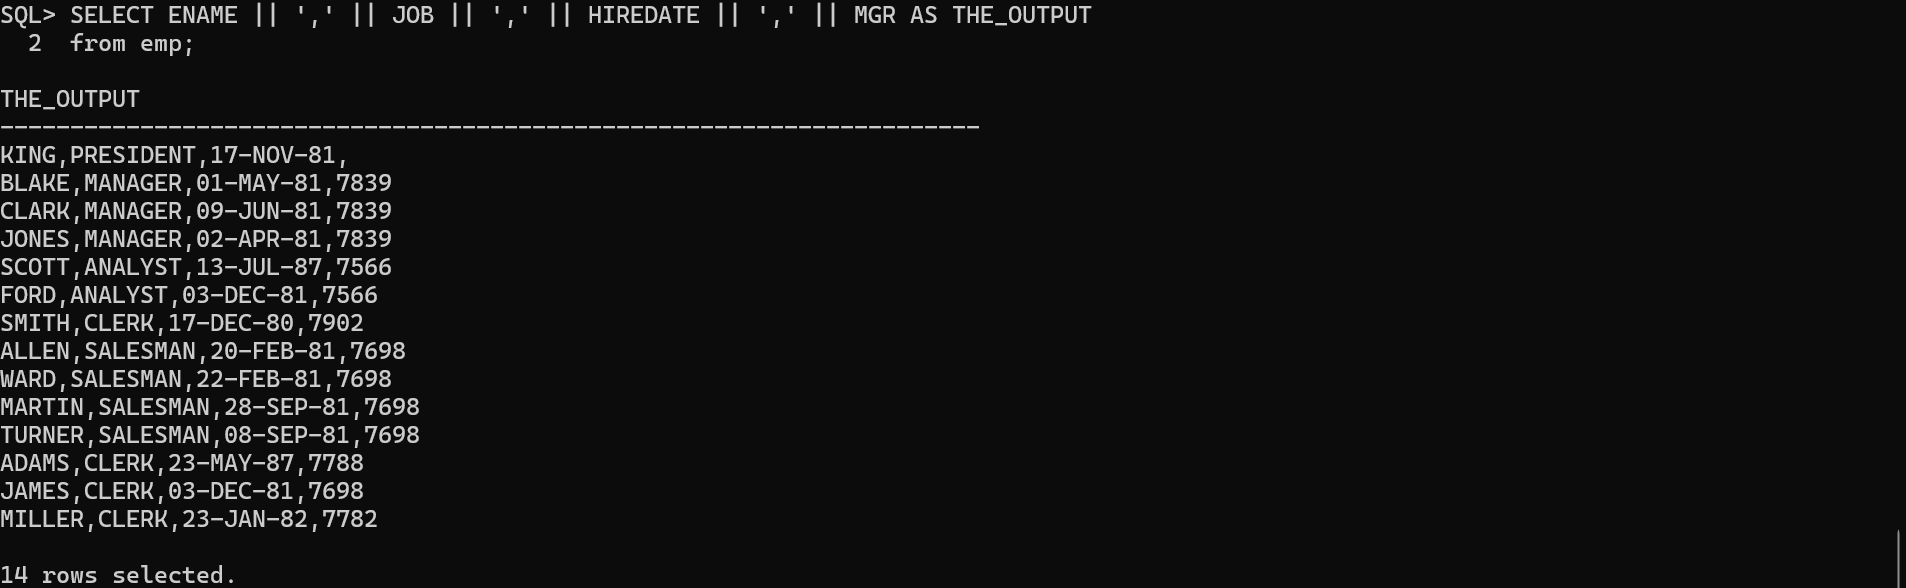 SQL> SELECT ENAME || ',' || JOB || ',' || HIREDATE || ',' || MGR AS THE_OUTPUT
  2  from emp;

THE_OUTPUT
----------------------------------------------------------------------
KING,PRESIDENT,17-NOV-81,
BLAKE,MANAGER,01-MAY-81,7839
CLARK,MANAGER,09-JUN-81,7839
JONES,MANAGER,02-APR-81,7839
SCOTT,ANALYST,13-JUL-87,7566
FORD,ANALYST,03-DEC-81,7566
SMITH,CLERK,17-DEC-80,7902
ALLEN,SALESMAN,20-FEB-81,7698
WARD,SALESMAN,22-FEB-81,7698
MARTIN,SALESMAN,28-SEP-81,7698
TURNER,SALESMAN,08-SEP-81,7698
ADAMS,CLERK,23-MAY-87,7788
JAMES,CLERK,03-DEC-81,7698
MILLER,CLERK,23-JAN-82,7782

14 rows selected.